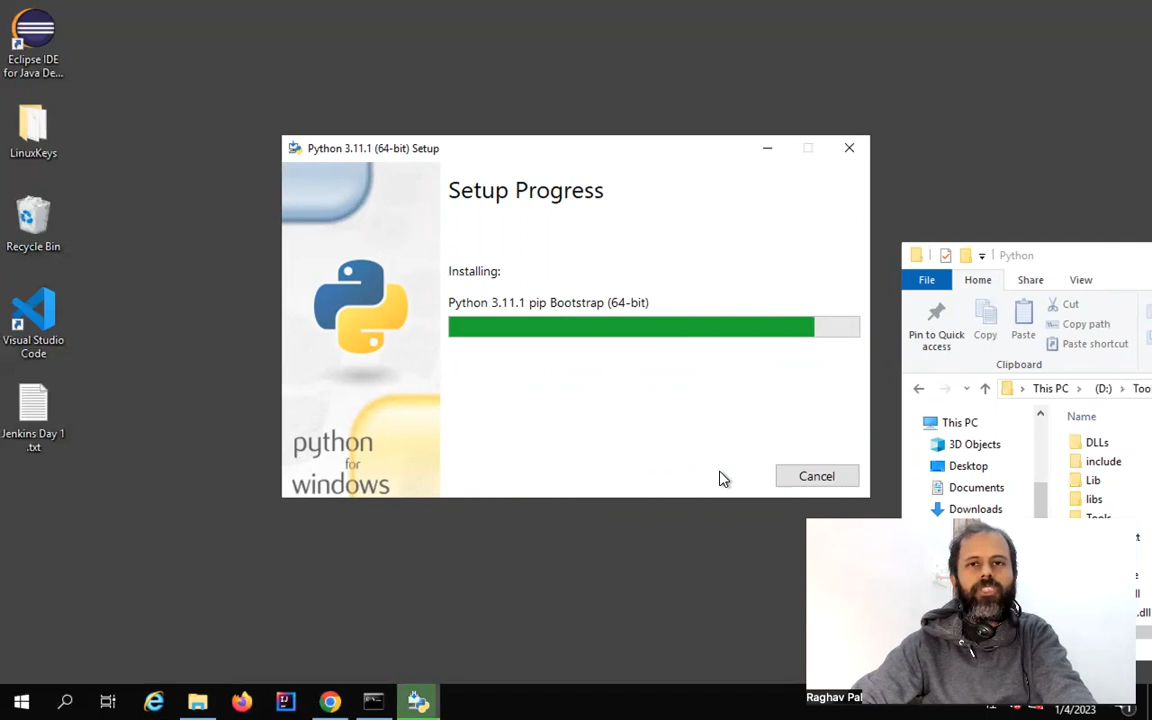 Eclipse IDE
for Java De...
LinuxKeys
Recycle Bin
Visual Studio
Code
Jenkins Day 1
.txt
Python 3.11.1 (64-bit) Setup
Setup Progress
Installing:
Python 3.11.1 pip Bootstrap (64-bit)
python
for
windows
Cancel
Python
File
Home
Share
View
Pin to Quick
access
Copy
Paste
Cut
Copy path
Paste shortcut
Clipboard
This PC
(D:)
Too
This PC
3D Objects
Desktop
Documents
Downloads
Name
DLLs
include
Lib
libs
Tools
.dll
Raghav Pal
1/4/2023